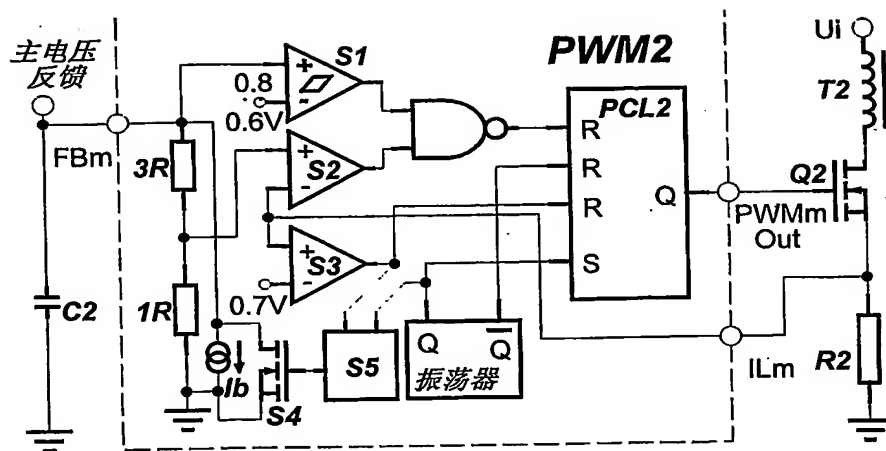 主电压
反馈
FBm
3R
1R
C2
0.8
0.6V
+
-
S1
+
-
S2
+
-
S3
0.7V
Ib
S4
S5
Q
Q
振荡器
PWM2
PCL2
R
R
R
S
Q
PWMm
Out
ILm
Ui
T2
Q2
R2